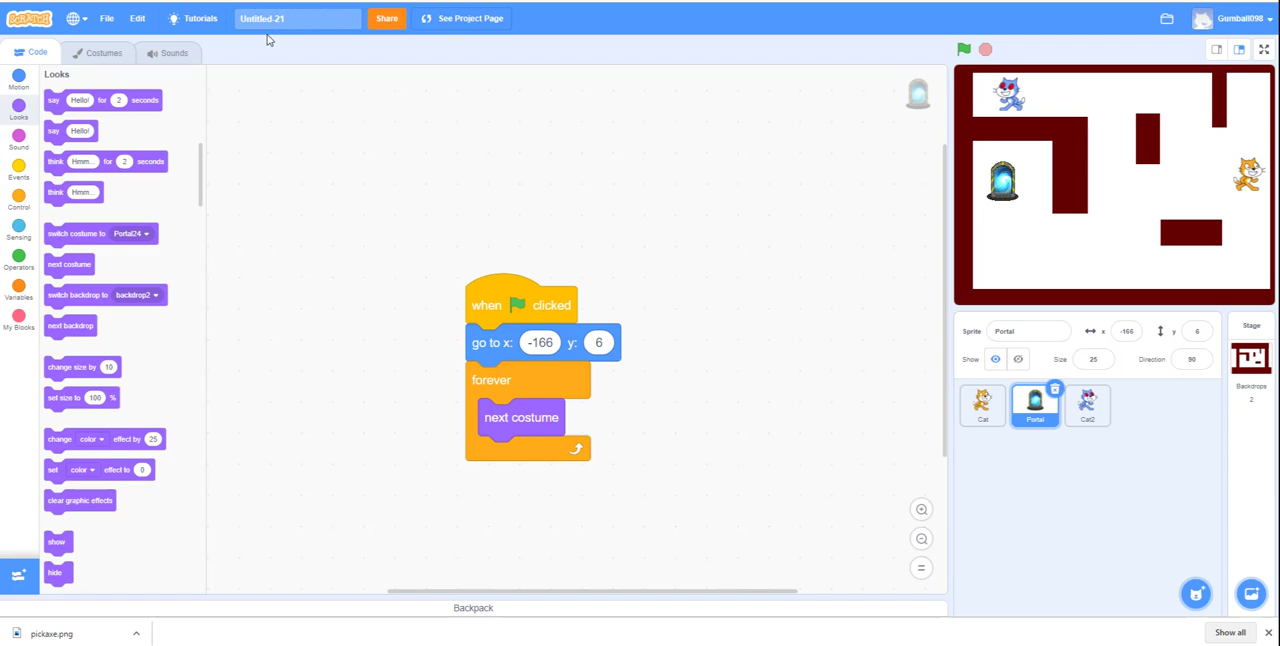 SCRATCH File Edit Tutorials Untitled-21 Share See Project Page Gumball098
Code Costumes Sounds
Motion
Looks
Sound
Events
Control
Sensing
Operators
Variables
My Blocks
Looks
say Hello! for 2 seconds
say Hello!
think Hmm... for 2 seconds
think Hmm...
switch costume to Portal24
next costume
switch backdrop to backdrop2
next backdrop
change size by 10
set size to 100 %
change color effect by 25
set color effect to 0
clear graphic effects
show
hide
when clicked
go to x: -166 y: 6
forever
next costume
Backpack
Sprite Portal x -166 y 6
Show Size 25 Direction 90
Cat Portal Cat2
Stage
Backdrops
2
pickaxe.png
Show all